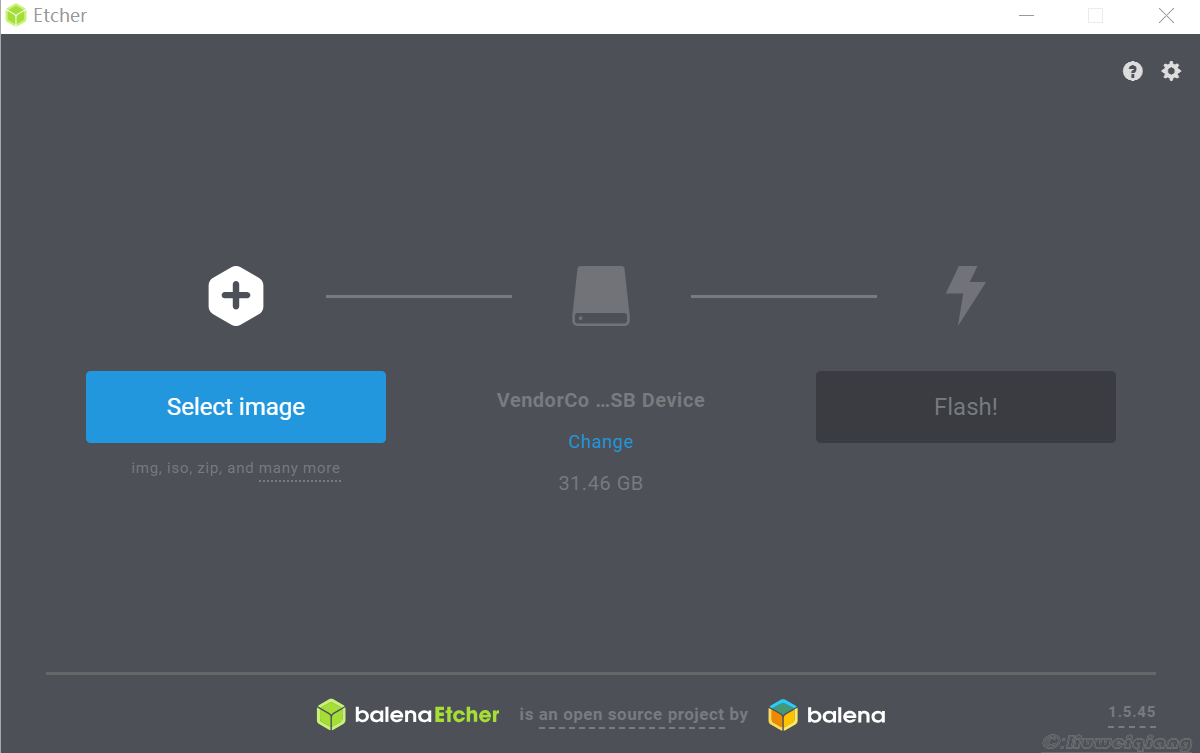 Etcher
Select image
img, iso, zip, and many more
VendorCo ...SB Device
Change
31.46 GB
Flash!
balenaEtcher is an open source project by balena
1.5.45
©:liuweiqiang